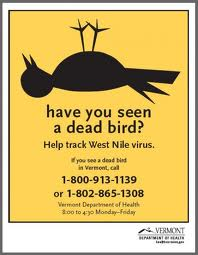 have you seen
a dead bird?
Help track West Nile virus.
If you see a dead bird
in Vermont, call
1-800-913-1139
or 1-802-865-1308
Vermont Department of Health
8:00 to 4:30 Monday–Friday
VERMONT
DEPARTMENT OF HEALTH